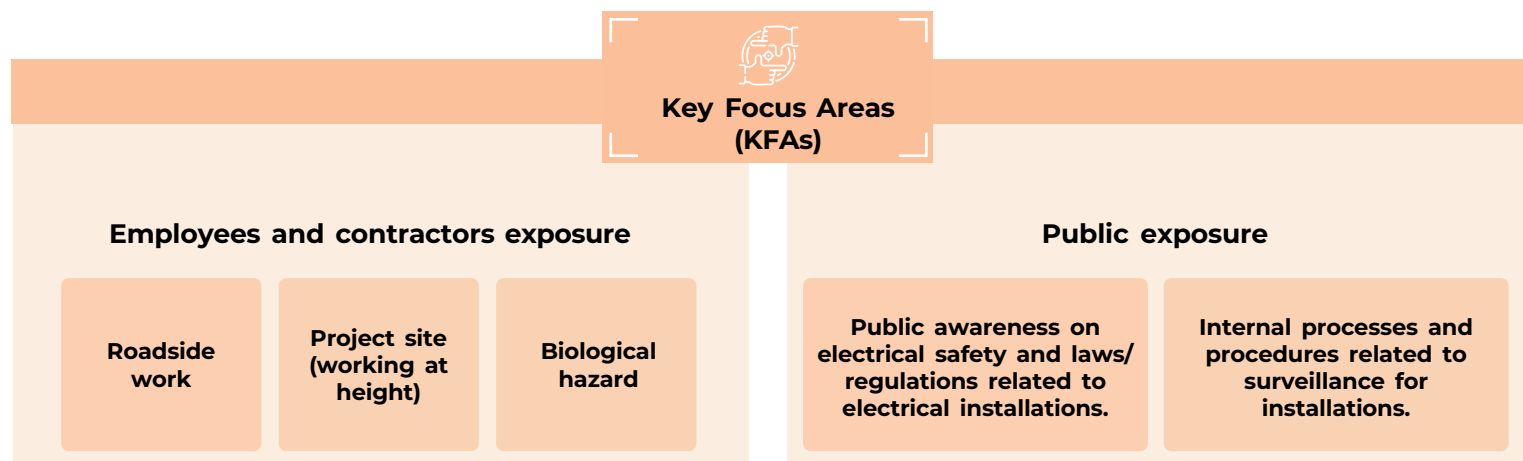 Key Focus Areas
(KFAs)
Employees and contractors exposure
Roadside
work
Project site
(working at
height)
Biological
hazard
Public exposure
Public awareness on
electrical safety and laws/
regulations related to
electrical installations.
Internal processes and
procedures related to
surveillance for
installations.